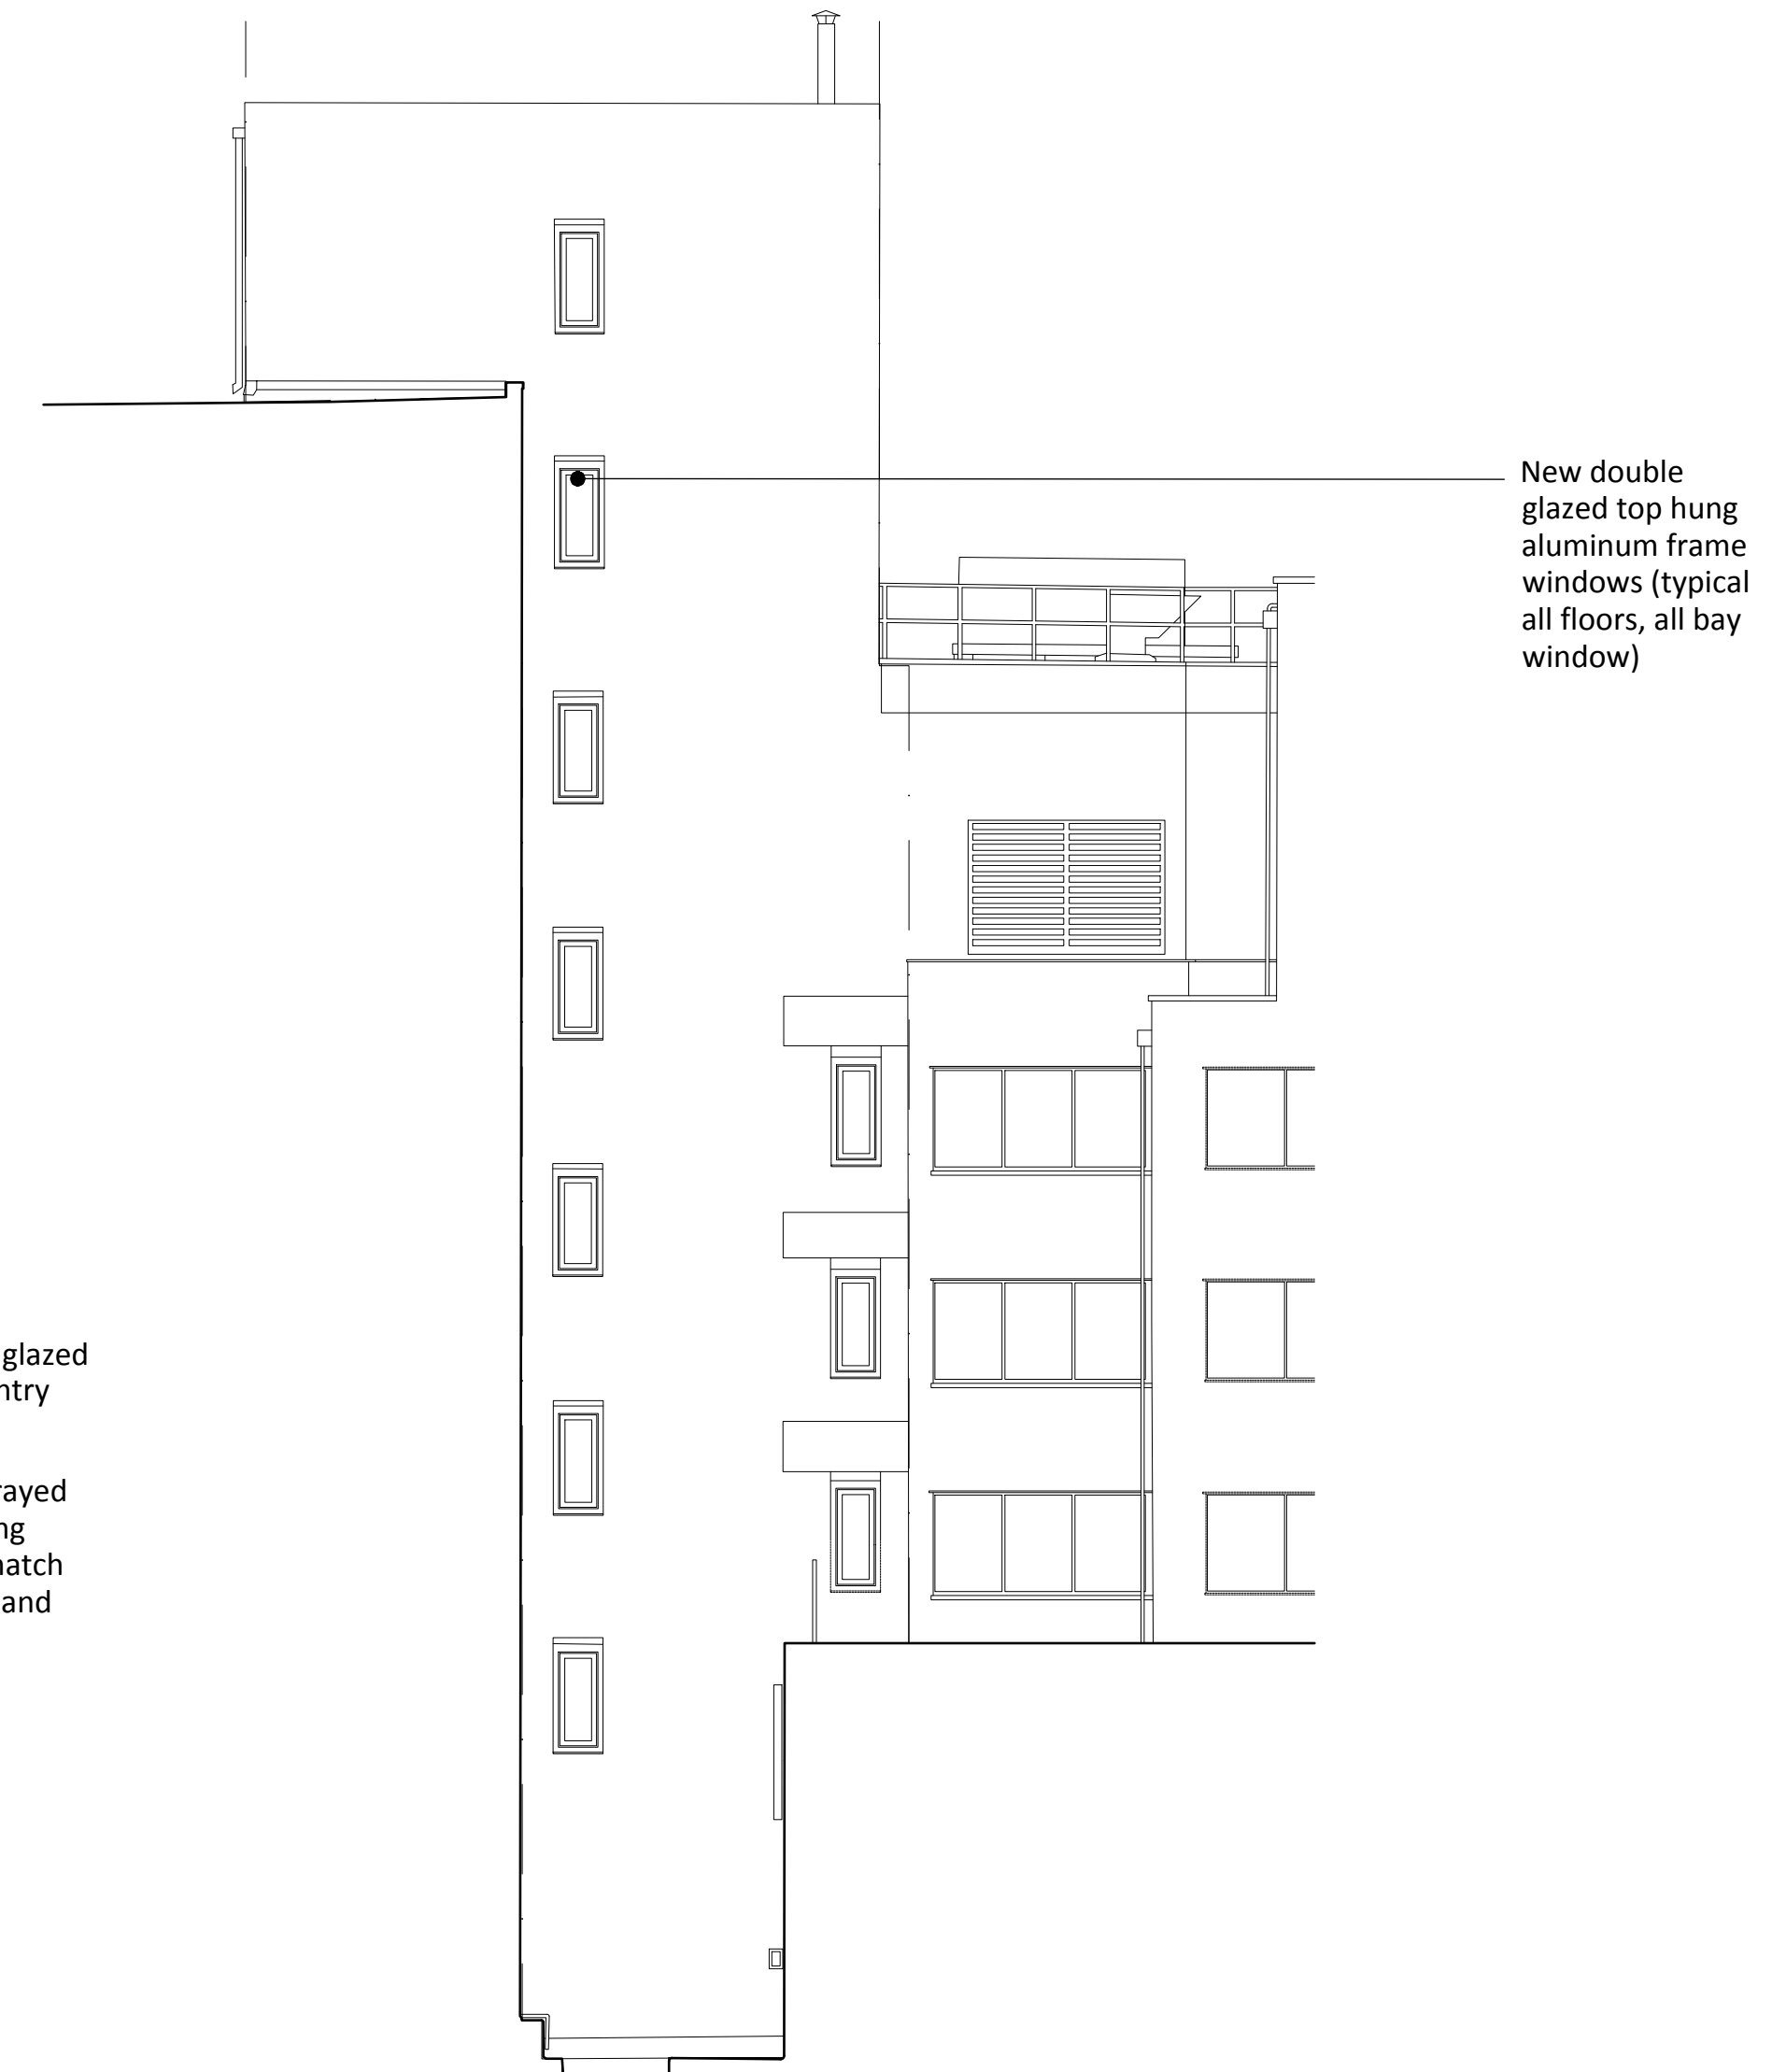 New double
glazed top hung
aluminum frame
windows (typical
all floors, all bay
window)
glazed
ntry
rayed
ng
natch
and